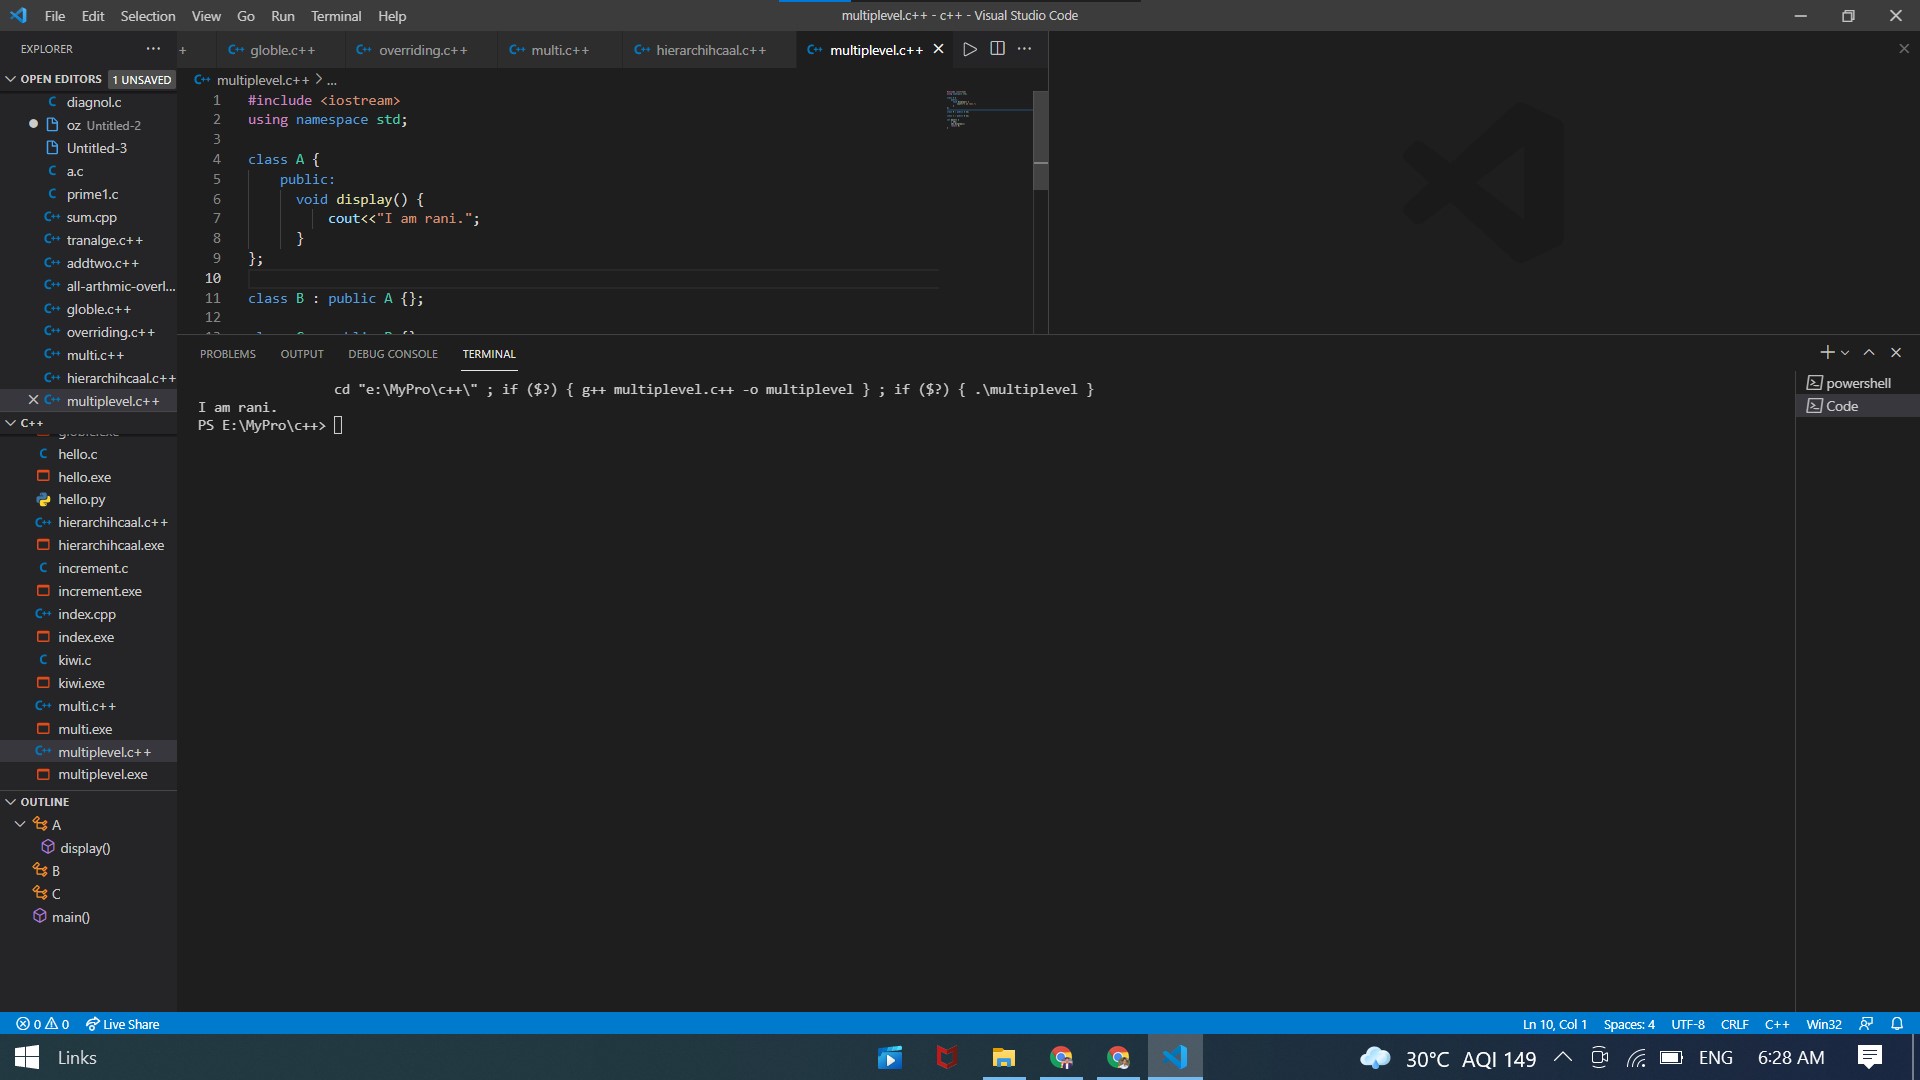 File Edit Selection View Go Run Terminal Help
multiplevel.c++ - c++ - Visual Studio Code
EXPLORER
OPEN EDITORS 1 UNSAVED
diagnol.c
oz Untitled-2
Untitled-3
a.c
prime1.c
sum.cpp
tranalge.c++
addtwo.c++
all-arthmic-overl...
globle.c++
overriding.c++
multi.c++
hierarchihcaal.c++
multiplevel.c++
C++
hello.c
hello.exe
hello.py
hierarchihcaal.c++
hierarchihcaal.exe
increment.c
increment.exe
index.cpp
index.exe
kiwi.c
kiwi.exe
multi.c++
multi.exe
multiplevel.c++
multiplevel.exe
OUTLINE
A
display()
B
C
main()
+ globle.c++ overriding.c++ multi.c++ hierarchihcaal.c++ multiplevel.c++
multiplevel.c++ > ...
1 #include <iostream>
2 using namespace std;
3
4 class A {
5 public:
6 void display() {
7 cout<<"I am rani.";
8 }
9 };
10
11 class B : public A {};
12
PROBLEMS OUTPUT DEBUG CONSOLE TERMINAL
cd "e:\MyPro\c++\" ; if ($?) { g++ multiplevel.c++ -o multiplevel } ; if ($?) { .\multiplevel }
I am rani.
PS E:\MyPro\c++>
powershell
Code
0 0 Live Share
Ln 10, Col 1 Spaces: 4 UTF-8 CRLF C++ Win32
Links
30°C AQI 149 ENG 6:28 AM